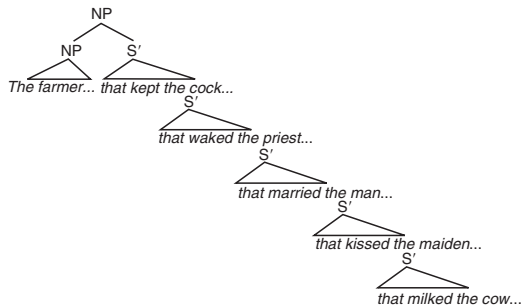 NP
NP S′
The farmer... that kept the cock...
S′
that waked the priest...
S′
that married the man...
S′
that kissed the maiden...
S′
that milked the cow...